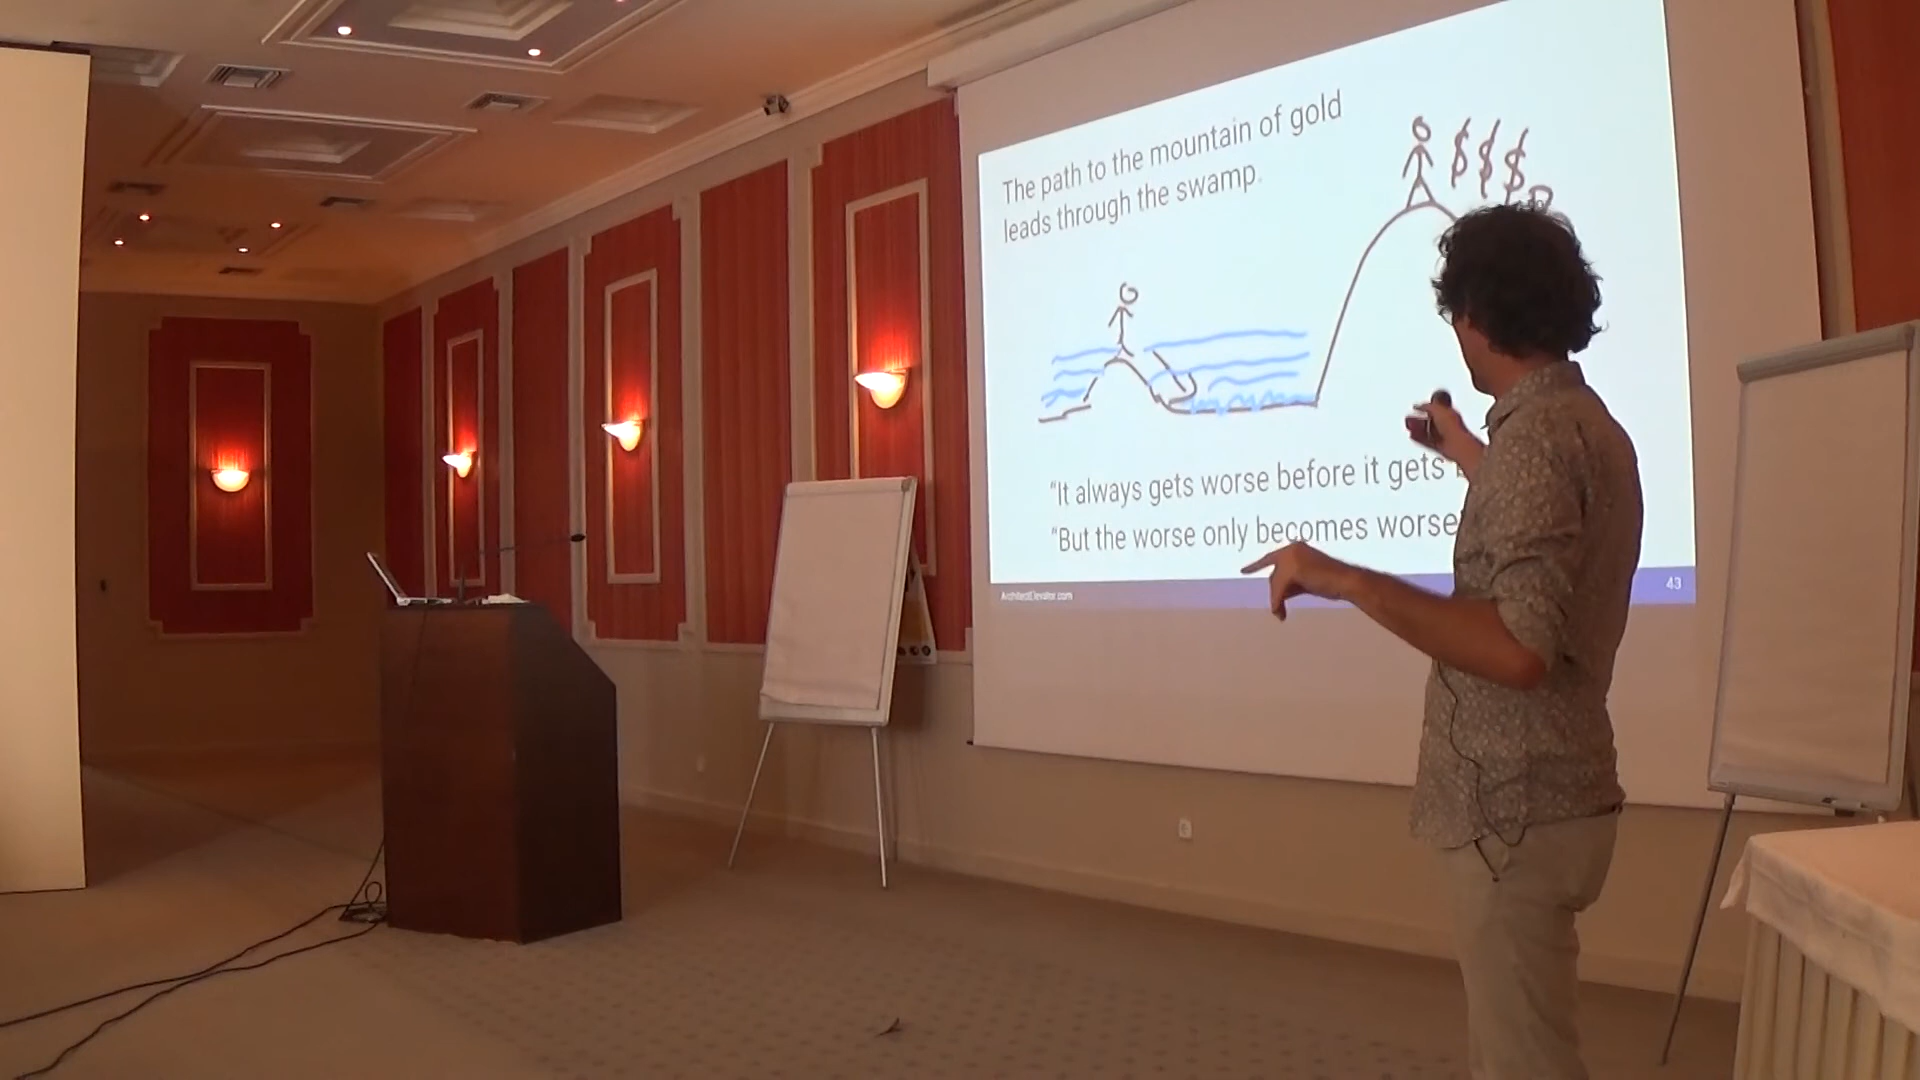 The path to the mountain of gold
leads through the swamp.
$ $ $
"It always gets worse before it gets
"But the worse only becomes worse
ArchitectElevator.com
43